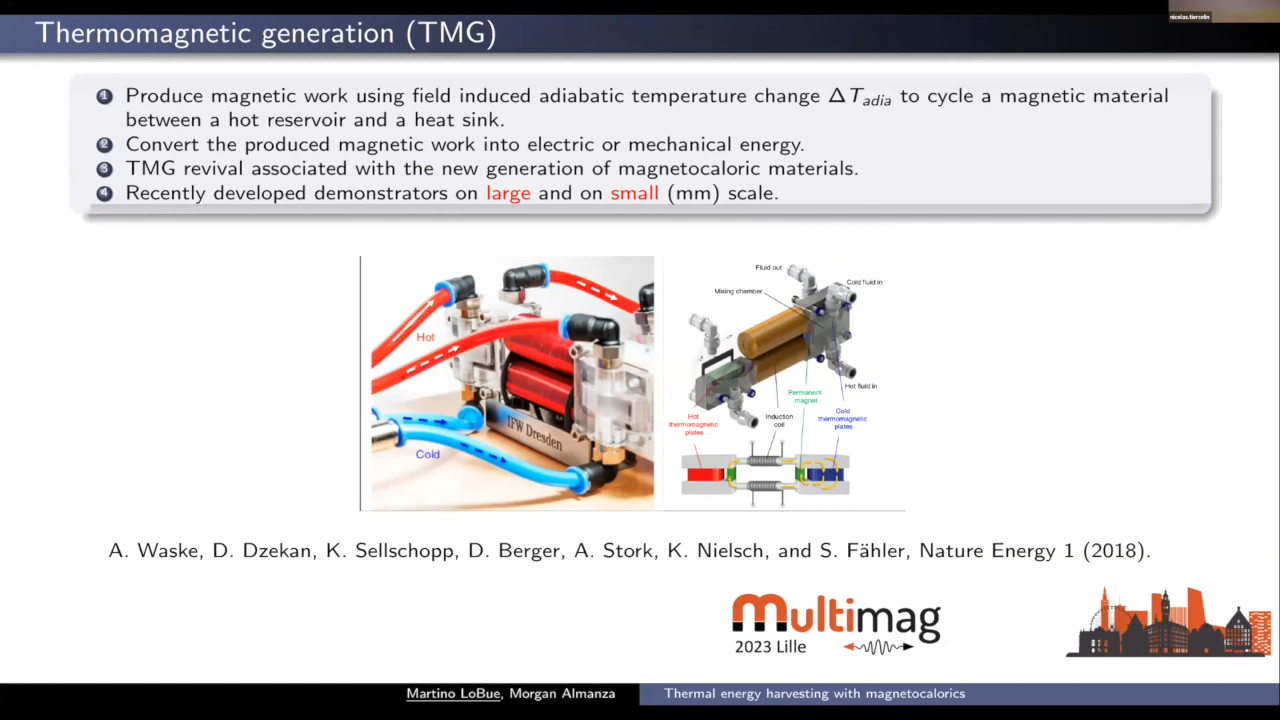 nicolas.tiercelin
Thermomagnetic generation (TMG)
1 Produce magnetic work using field induced adiabatic temperature change ΔT_adia to cycle a magnetic material
between a hot reservoir and a heat sink.
2 Convert the produced magnetic work into electric or mechanical energy.
3 TMG revival associated with the new generation of magnetocaloric materials.
4 Recently developed demonstrators on large and on small (mm) scale.
Hot
IFW Dresden
Cold
Fluid out
Cold fluid in
Mixing chamber
Hot fluid in
Permanent
magnet
Hot
thermomagnetic
plates
Induction
coil
Cold
thermomagnetic
plates
A. Waske, D. Dzekan, K. Sellschopp, D. Berger, A. Stork, K. Nielsch, and S. Fähler, Nature Energy 1 (2018).
multimag
2023 Lille
Martino LoBue, Morgan Almanza
Thermal energy harvesting with magnetocalorics